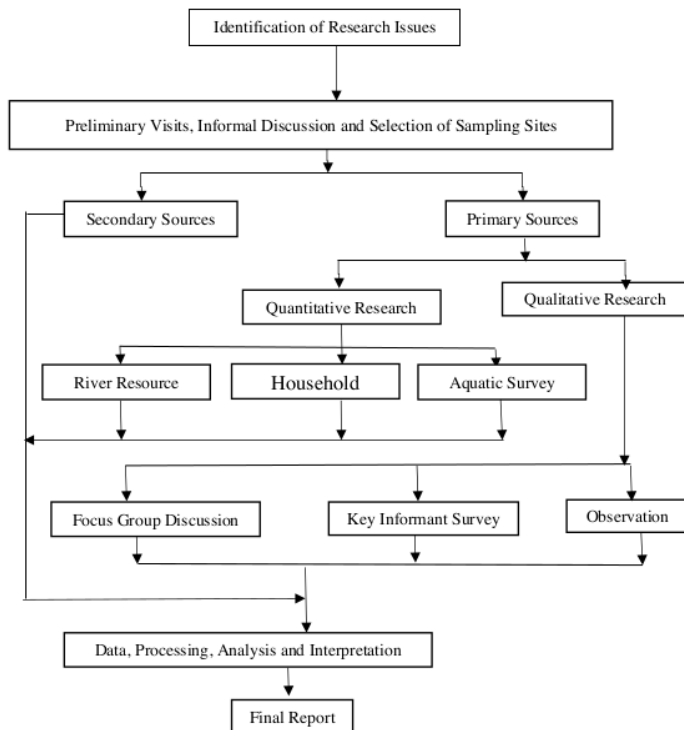 Identification of Research Issues
Preliminary Visits, Informal Discussion and Selection of Sampling Sites
Secondary Sources
Primary Sources
Quantitative Research
Qualitative Research
River Resource
Household
Aquatic Survey
Focus Group Discussion
Key Informant Survey
Observation
Data, Processing, Analysis and Interpretation
Final Report